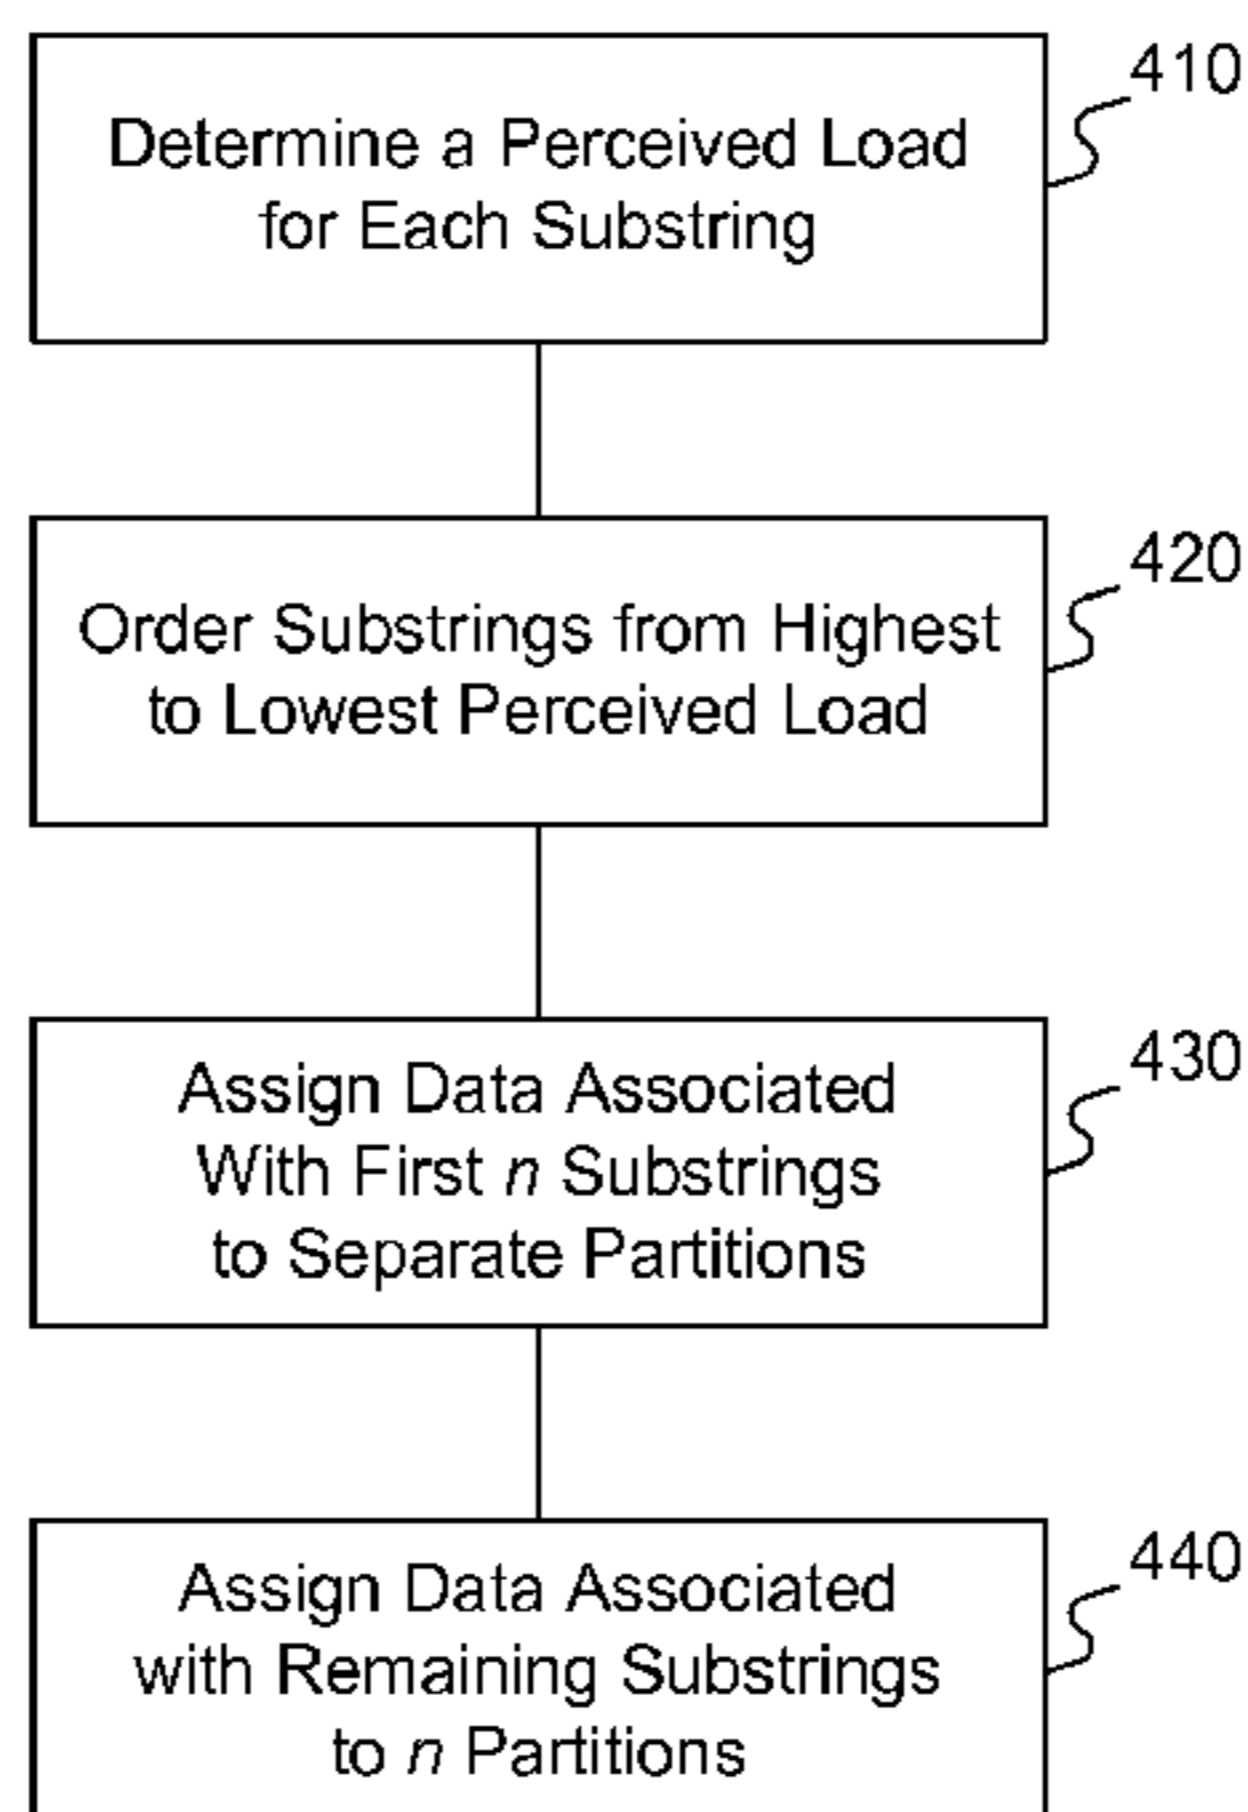 410
Determine a Perceived Load
for Each Substring
420
Order Substrings from Highest
to Lowest Perceived Load
430
Assign Data Associated
With First n Substrings
to Separate Partitions
440
Assign Data Associated
with Remaining Substrings
to n Partitions